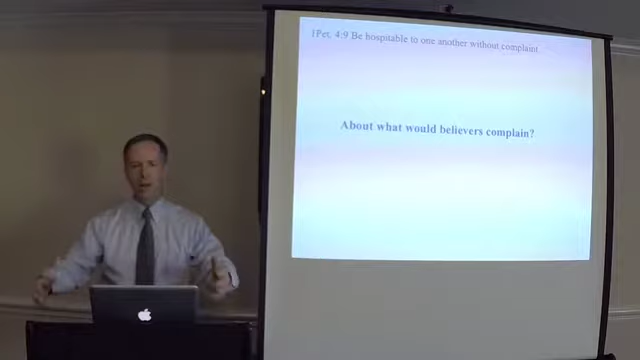 1Pet. 4:9 Be hospitable to one another without complaint
About what would believers complain?